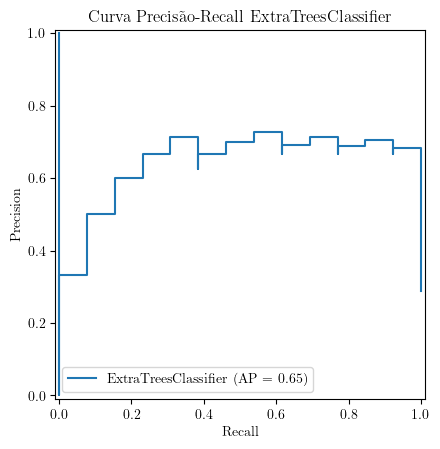 Curva Precisão-Recall ExtraTreesClassifier
1.0
0.8
0.6
0.4
0.2
0.0
Precision
ExtraTreesClassifier (AP = 0.65)
0.0 0.2 0.4 0.6 0.8 1.0
Recall